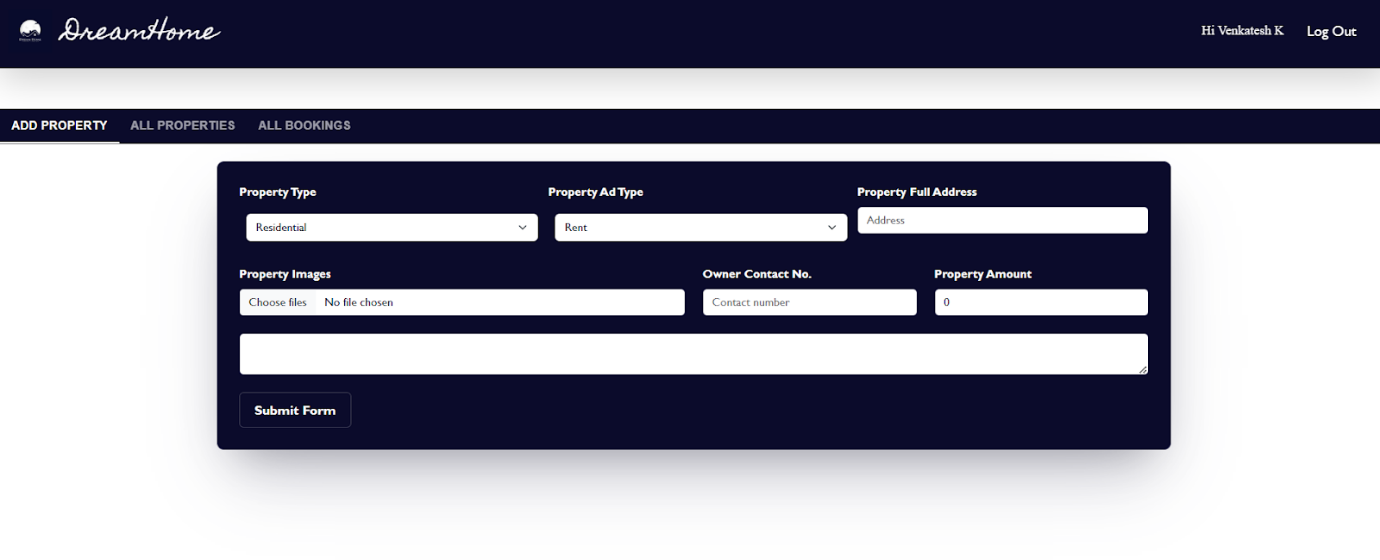 DreamHome
Hi Venkatesh K Log Out
ADD PROPERTY ALL PROPERTIES ALL BOOKINGS
Property Type Property Ad Type Property Full Address
Residential Rent Address
Property Images Owner Contact No. Property Amount
Choose files No file chosen Contact number 0
Submit Form